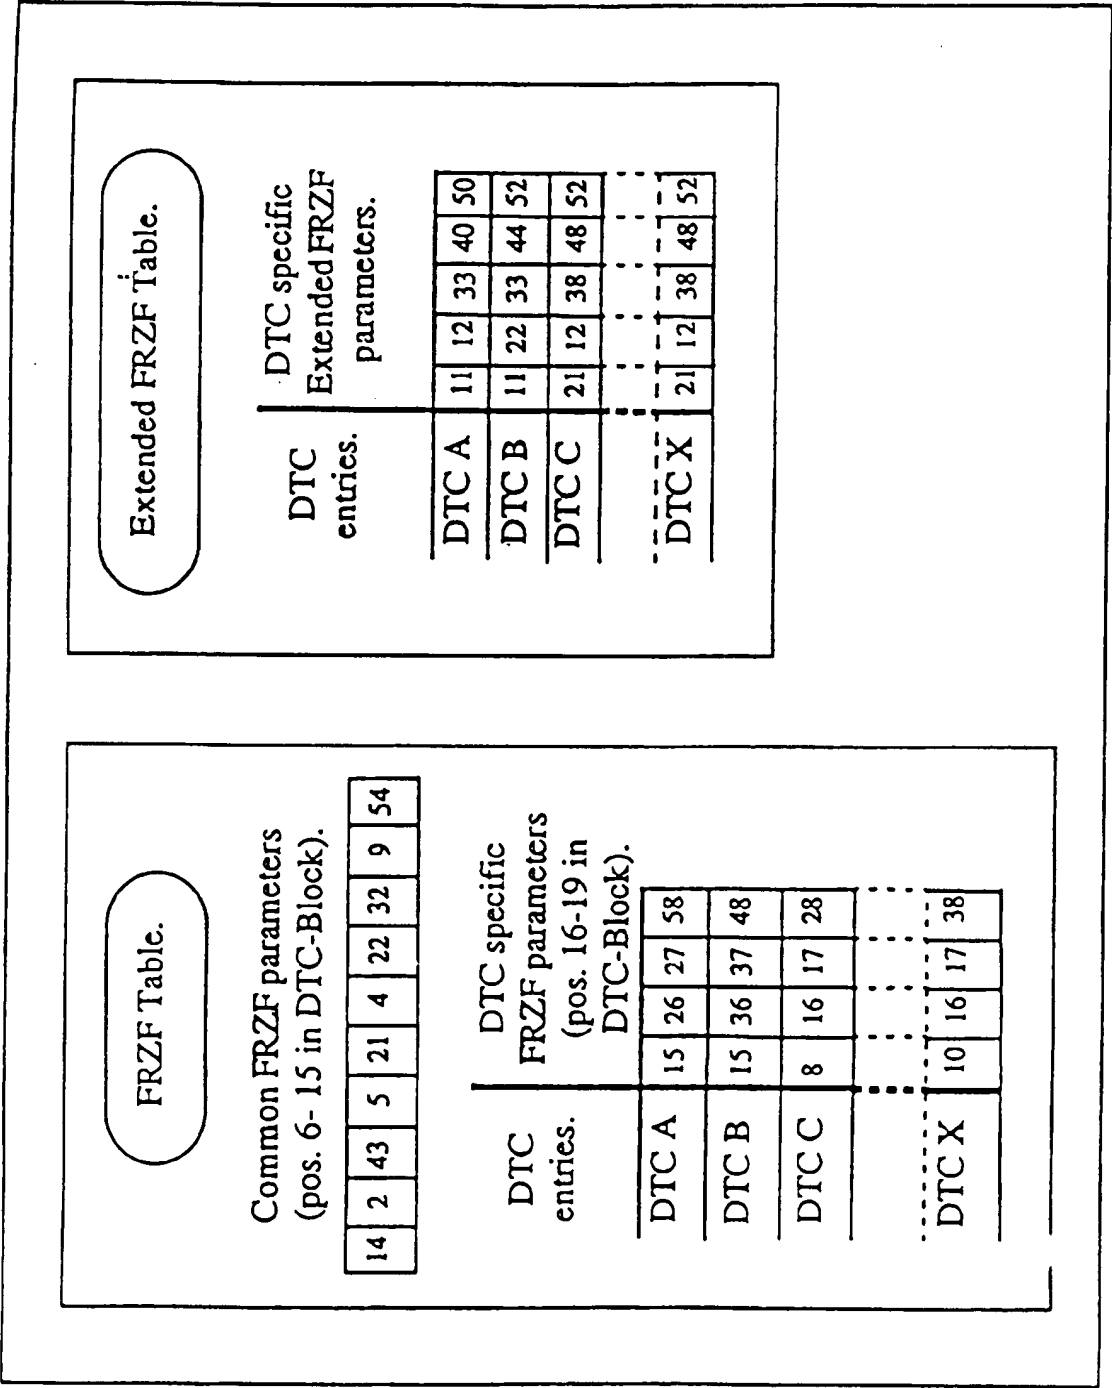 FRZF Table.
Common FRZF parameters
(pos. 6- 15 in DTC-Block).
14 2 43 5 21 4 22 32 9 54
DTC
entries.
DTC specific
FRZF parameters
(pos. 16-19 in
DTC-Block).
DTC A 15 26 27 58
DTC B 15 36 37 48
DTC C 8 16 17 28
DTC X 10 16 17 38
Extended FRZF Table.
DTC
entries.
DTC specific
Extended FRZF
parameters.
DTC A 11 12 33 40 50
DTC B 11 22 33 44 52
DTC C 21 12 38 48 52
DTC X 21 12 38 48 52